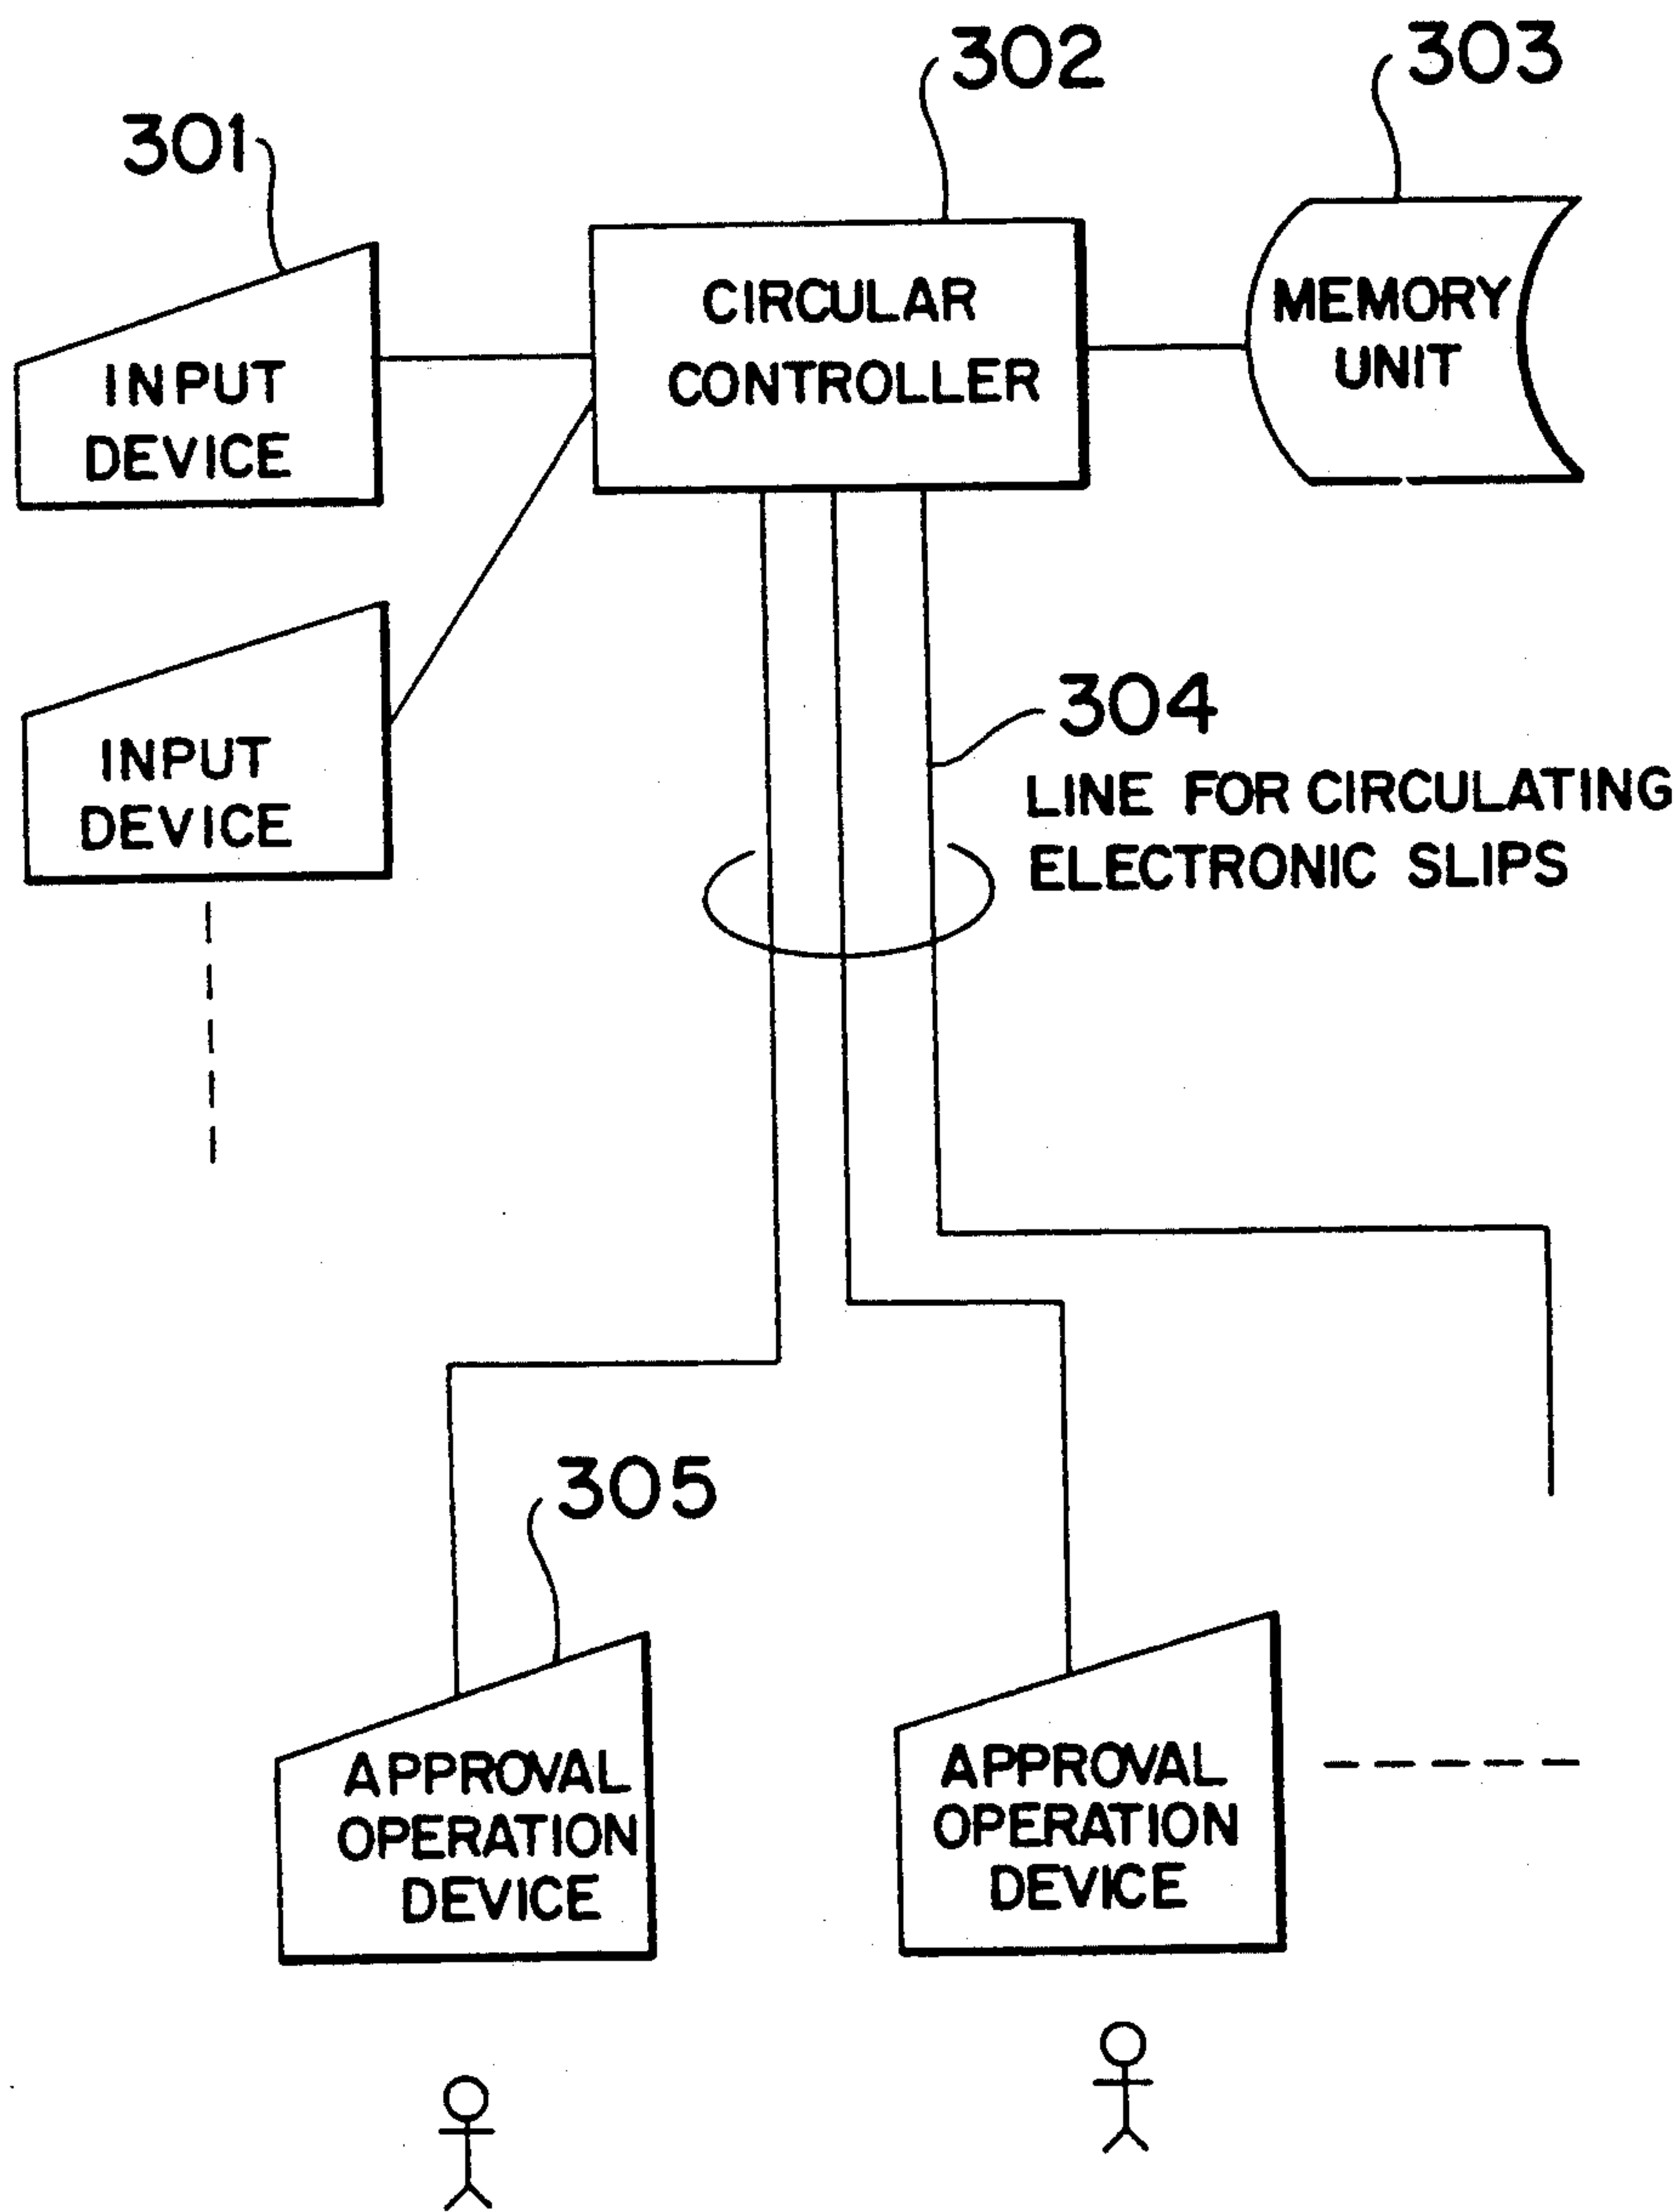 302
303
301
CIRCULAR
CONTROLLER
MEMORY
UNIT
INPUT
DEVICE
304
LINE FOR CIRCULATING
ELECTRONIC SLIPS
INPUT
DEVICE
305
APPROVAL
OPERATION
DEVICE
APPROVAL
OPERATION
DEVICE